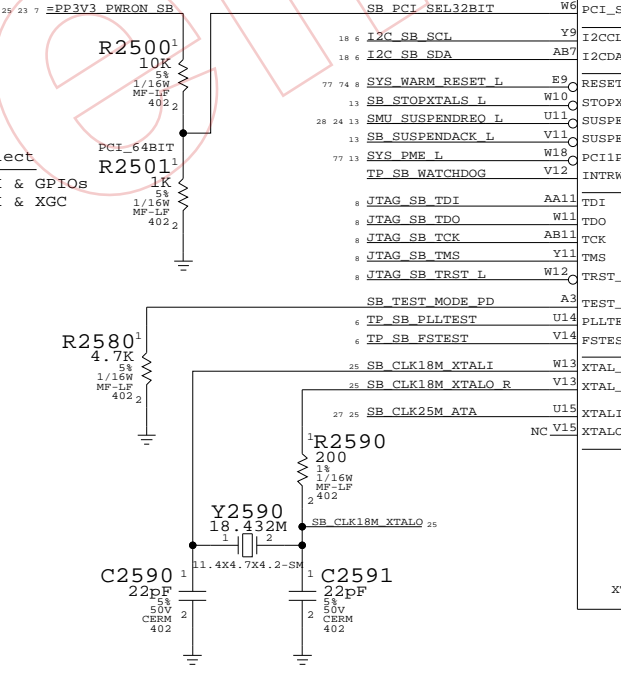 25 23 7 =PP3V3_PWRON_SB
SB_PCI_SEL32BIT W6 PCI_S
I2C_SB_SCL Y9 I2CCL
18 6
I2C_SB_SDA AB7 I2CDA
18 6
R2500 1
10K
5%
1/16W
MF-LF
402 2
77 74 8 SYS_WARM_RESET_L E9 RESET
13 SB_STOPXTALS_L W10 STOPX
28 24 13 SMU_SUSPENDREQ_L U11 SUSPE
13 SB_SUSPENDACK_L V11 SUSPE
77 13 SYS_PME_L W18 PCI1P
TP_SB_WATCHDOG V12 INTRW
PCI_64BIT
R2501 1
1K
5%
1/16W
MF-LF
402 2
lect
I & GPIOs
I & XGC
8 JTAG_SB_TDI AA11 TDI
8 JTAG_SB_TDO W11 TDO
8 JTAG_SB_TCK AB11 TCK
8 JTAG_SB_TMS Y11 TMS
8 JTAG_SB_TRST_L W12 TRST_
SB_TEST_MODE_PD A3 TEST_
6 TP_SB_PLLTEST U14 PLLTE
6 TP_SB_FSTEST V14 FSTES
R2580 1
4.7K
5%
1/16W
MF-LF
402 2
25 SB_CLK18M_XTALI W13 XTAL_
25 SB_CLK18M_XTALO_R V13 XTAL_
27 25 SB_CLK25M_ATA U15 XTALI
NC V15 XTALO
1 R2590
200
1%
1/16W
MF-LF
2 402
SB_CLK18M_XTALO 25
Y2590
18.432M
1 2
11.4X4.7X4.2-SM
C2590 1
22pF
5%
50V 2
CERM
402
1 C2591
22pF
5%
2 50V
CERM
402
XT